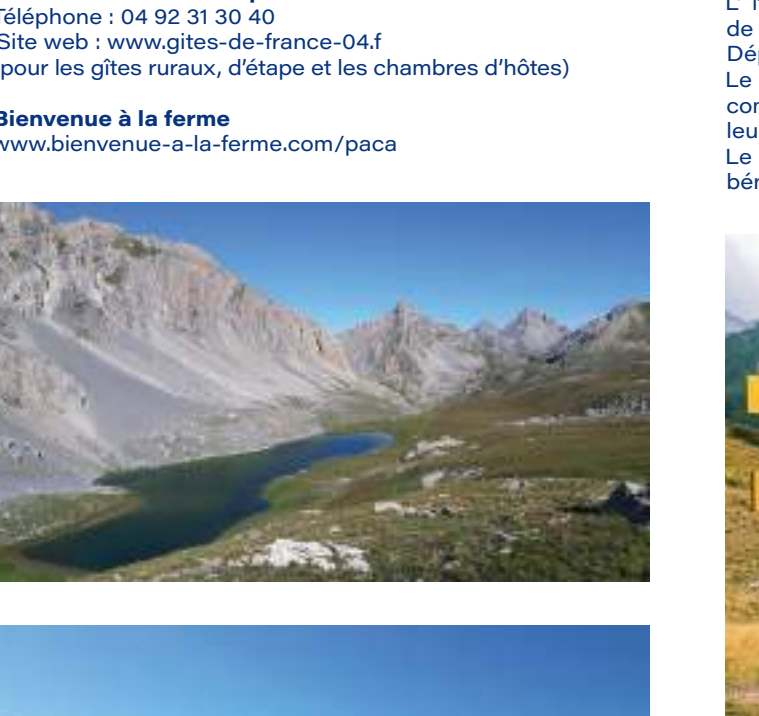 Téléphone : 04 92 31 30 40
Site web : www.gites-de-france-04.f
pour les gîtes ruraux, d'étape et les chambres d'hôtes)
Bienvenue à la ferme
www.bienvenue-a-la-ferme.com/paca
L'
de
Le
Le